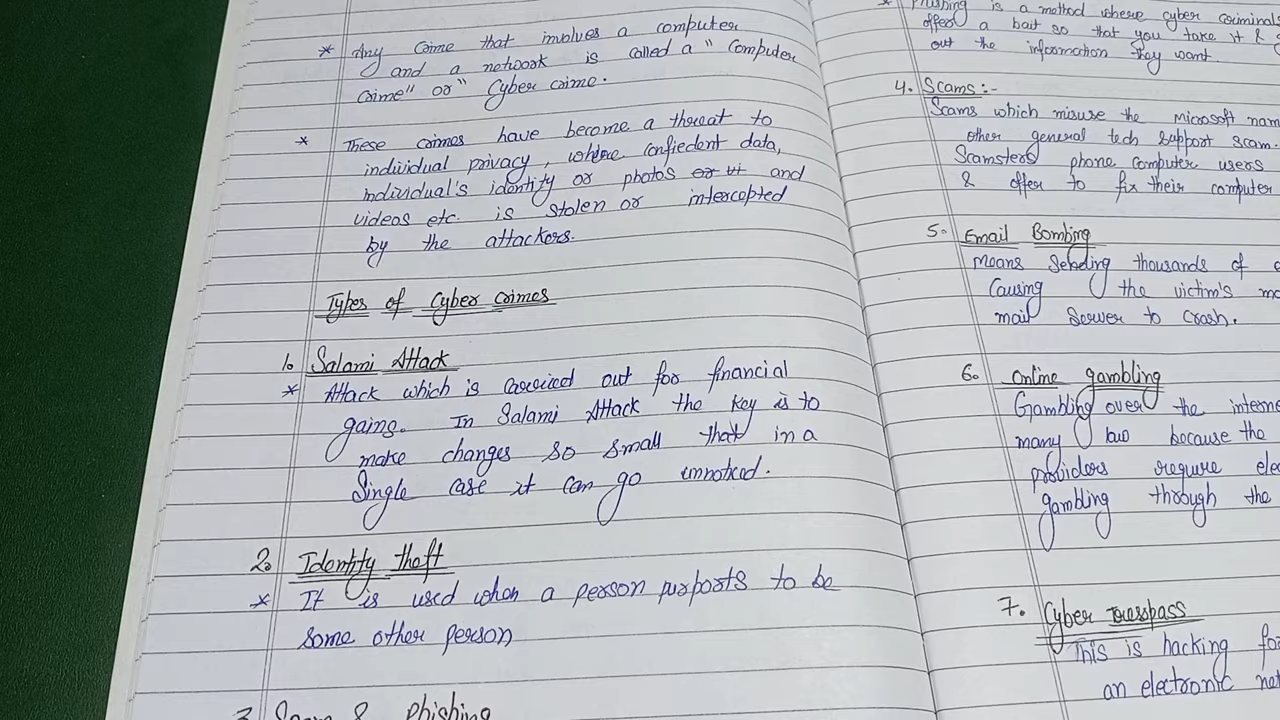 * Any crime that involves a computer
and a network is called a " computer
crime" or " Cyber crime.
* These crimes have become a threat to
individual privacy, where confiedent data,
individual's identity or photos or vi and
videos etc. is stolen or intercepted
by the attackers.
Types of Cyber crimes
1. Salami Attack
* Attack which is carried out for financial
gains. In Salami Attack the key is to
make changes so small that in a
Single case it can go unnoticed.
2. Identity theft
* It is used when a person purports to be
some other person
3. & Phishing
* Phishing is a method where cyber criminals
offer a bait so that you take it &
out the information they want.
4. Scams:-
Scams which misuse the Microsoft nam
other general tech support scam.
Scamsters phone computer users
& offer to fix their computer
5. Email Bombing
Means Sending thousands of e
Causing the victim's
mail Server to crash.
6. Online gambling
Gambling over the interne
many because the
providers require elec
gambling through the
7. Cyber trespass
This is hacking fo
an electronic net